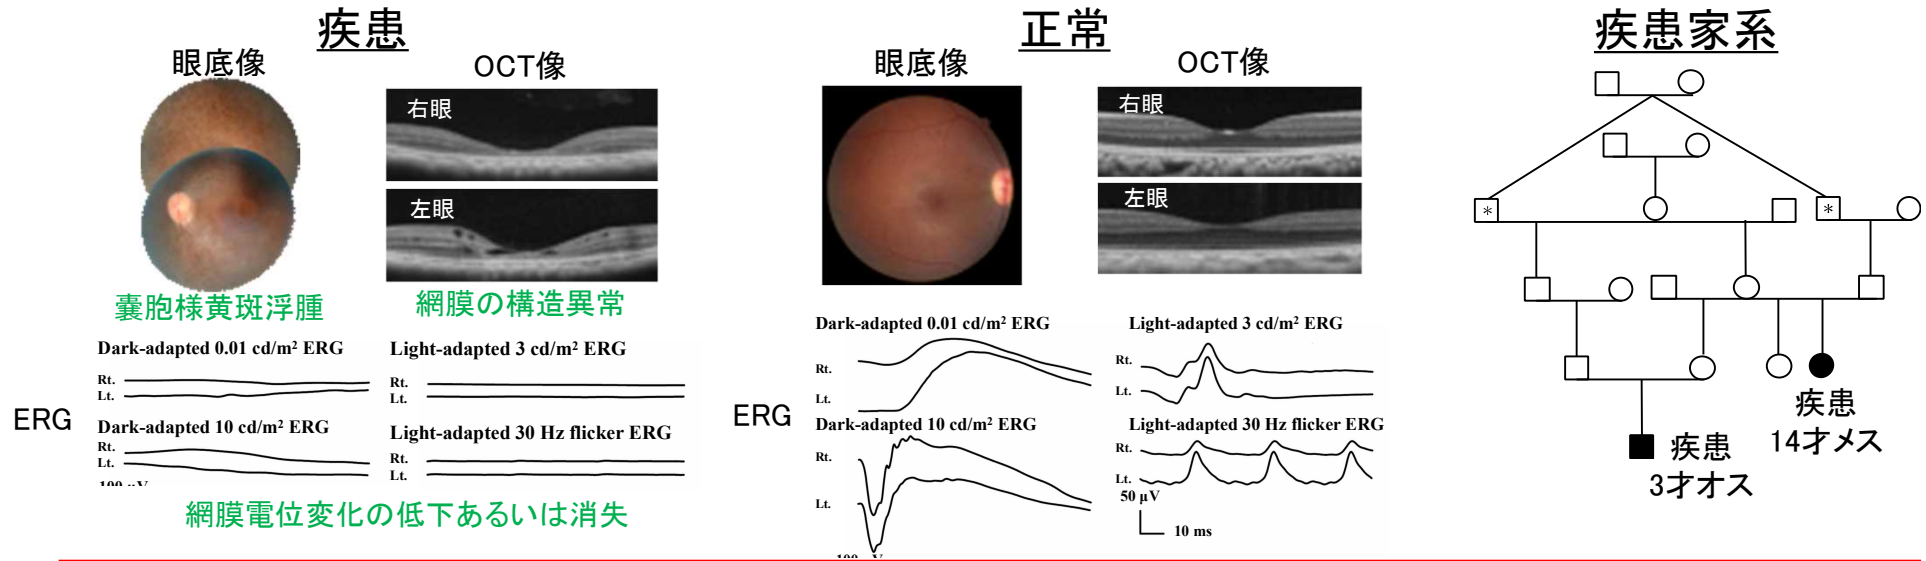 疾患
眼底像
OCT像
右眼
左眼
嚢胞様黄斑浮腫
網膜の構造異常
ERG
Dark-adapted 0.01 cd/m² ERG
Rt.
Lt.
Light-adapted 3 cd/m² ERG
Rt.
Lt.
Dark-adapted 10 cd/m² ERG
Rt.
Lt.
100 μV
Light-adapted 30 Hz flicker ERG
Rt.
Lt.
網膜電位変化の低下あるいは消失
正常
眼底像
OCT像
右眼
左眼
ERG
Dark-adapted 0.01 cd/m² ERG
Rt.
Lt.
Light-adapted 3 cd/m² ERG
Rt.
Lt.
Dark-adapted 10 cd/m² ERG
Rt.
Lt.
Light-adapted 30 Hz flicker ERG
Rt.
Lt.
50 μV
10 ms
疾患家系
*
*
疾患
14才メス
疾患
3才オス